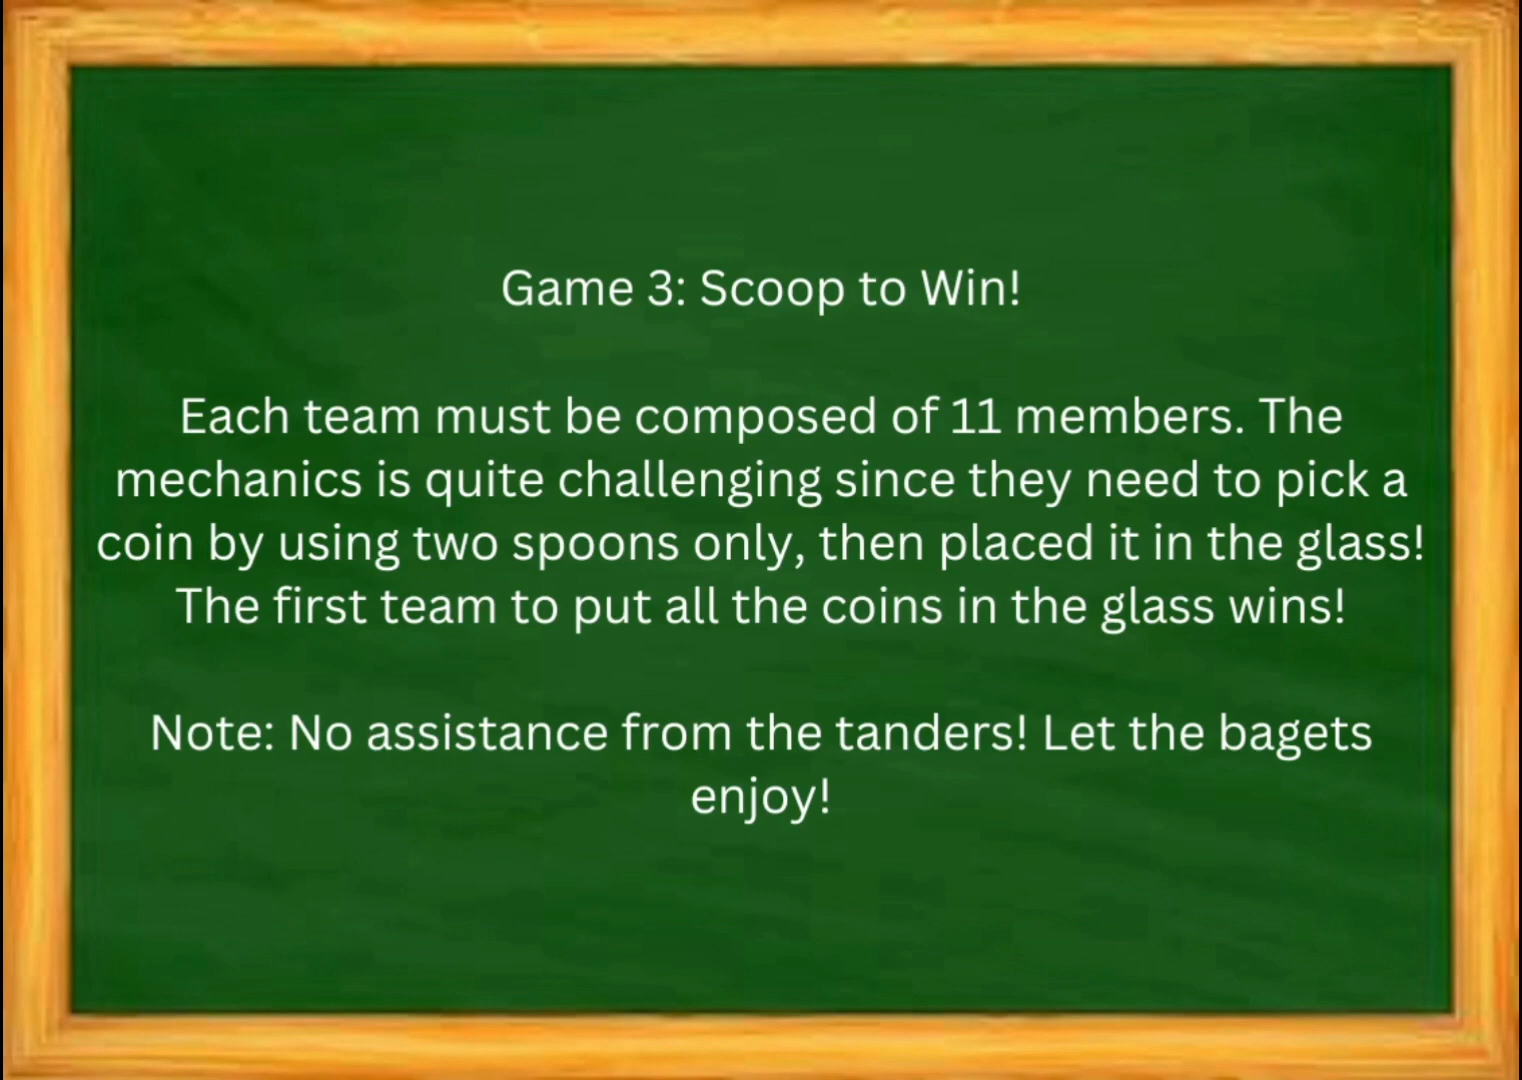 Game 3: Scoop to Win!
Each team must be composed of 11 members. The
mechanics is quite challenging since they need to pick a
coin by using two spoons only, then placed it in the glass!
The first team to put all the coins in the glass wins!
Note: No assistance from the tanders! Let the bagets
enjoy!